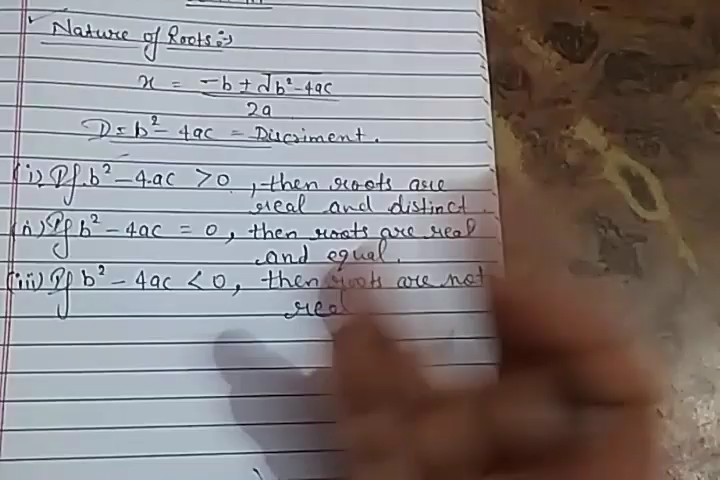 Nature of Roots :->
x = -b ± √b² - 4ac
2a
D = b² - 4ac = Discriment.
(i) If b² - 4ac > 0, then roots are
real and distinct.
(ii) If b² - 4ac = 0, then roots are real
and equal.
(iii) If b² - 4ac < 0, then roots are not
real